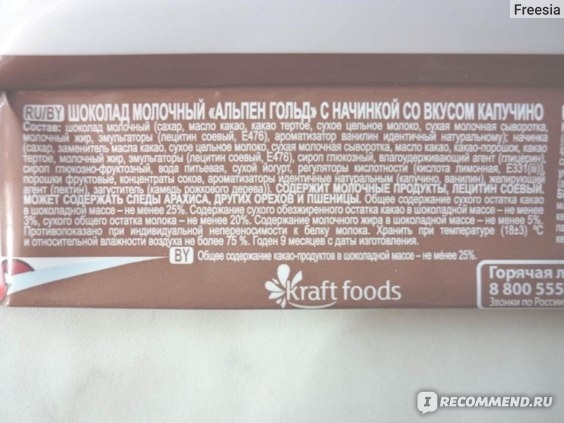 Freesia
RU/BY ШОКОЛАД МОЛОЧНЫЙ «АЛЬПЕН ГОЛЬД» С НАЧИНКОЙ СО ВКУСОМ КАПУЧИНО
Состав: шоколад молочный (сахар, масло какао, какао тертое, сухое цельное молоко, сухая молочная сыворотка,
молочный жир, эмульгаторы (лецитин соевый, Е476), ароматизатор ванилин идентичный натуральному); начинка
сахар, заменитель масла какао, сухое цельное молоко, сухая молочная сыворотка, масло какао, какао-порошок, какао
тертое, молочный жир, эмульгаторы (лецитин соевый, Е476), сироп глюкозный, влагоудерживающий агент (глицерин),
сироп глюкозно-фруктозный, вода питьевая, сухой йогурт, регуляторы кислотности (кислота лимонная, Е331(iii),
порошки фруктовые, концентраты соков, ароматизаторы идентичные натуральным (капучино, ванилин), желирующий
агент (пектин), загуститель (камедь рожкового дерева)). СОДЕРЖИТ МОЛОЧНЫЕ ПРОДУКТЫ, ЛЕЦИТИН СОЕВЫЙ.
МОЖЕТ СОДЕРЖАТЬ СЛЕДЫ АРАХИСА, ДРУГИХ ОРЕХОВ И ПШЕНИЦЫ. Общее содержание сухого остатка какао
в шоколадной массе – не менее 25%. Содержание сухого обезжиренного остатка какао в шоколадной массе – не менее
3%, сухого общего остатка молока – не менее 20%. Содержание молочного жира в шоколадной массе – не менее 5%.
Противопоказано при индивидуальной непереносимости к белку молока. Хранить при температуре (18±3) °С
и относительной влажности воздуха не более 75 %. Годен 9 месяцев с даты изготовления.
BY Общее содержание какао-продуктов в шоколадной массе – не менее 25%.
kraft foods
Горячая л
8 800 555
Звонки по России
I RECOMMEND.RU